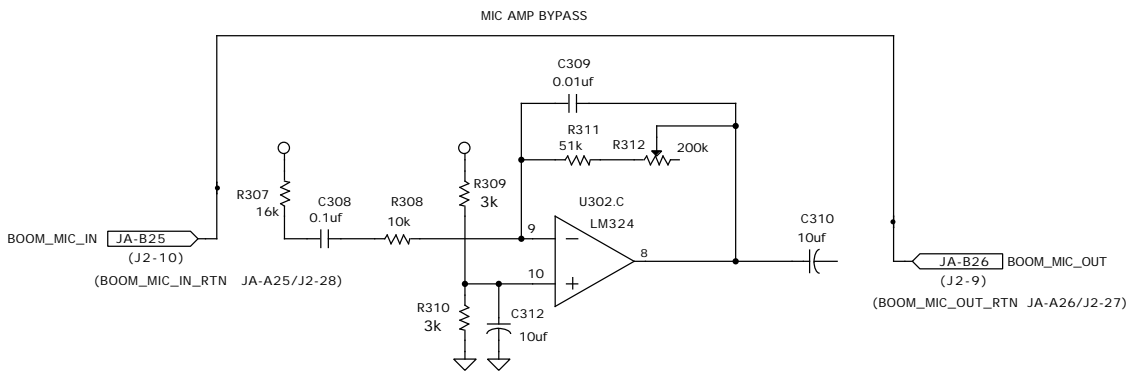 MIC AMP BYPASS
C309
0.01uf
R311
51k
R312
200k
R307
16k
C308
0.1uf
R308
10k
R309
3k
U302.C
LM324
9
8
10
C310
10uf
BOOM_MIC_IN
JA-B25
(J2-10)
(BOOM_MIC_IN_RTN JA-A25/J2-28)
JA-B26
BOOM_MIC_OUT
(J2-9)
(BOOM_MIC_OUT_RTN JA-A26/J2-27)
R310
3k
C312
10uf